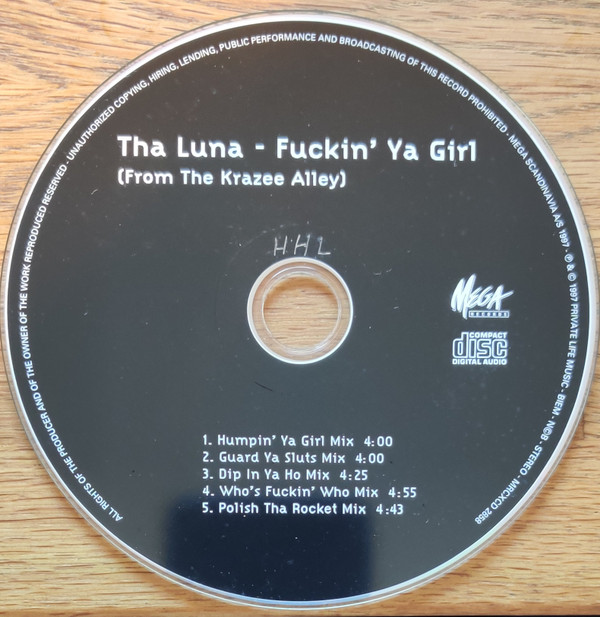 ALL RIGHTS OF THE PRODUCER AND OF THE OWNER OF THE WORK REPRODUCED RESERVED - UNAUTHORIZED COPYING, HIRING, LENDING, PUBLIC PERFORMANCE AND BROADCASTING OF THIS RECORD PROHIBITED - MEGA SCANDINAVIA A/S 1997 - ℗ & © 1997 PRIVATE LIFE MUSIC - BIEM - N©B - STEREO - MRCXCD 2858
Tha Luna - Fuckin' Ya Girl
(From The Krazee Alley)
HHL
MEGA
RECORDS
COMPACT
disc
DIGITAL AUDIO
1. Humpin' Ya Girl Mix 4:00
2. Guard Ya Sluts Mix 4:00
3. Dip In Ya Ho Mix 4:25
4. Who's Fuckin' Who Mix 4:55
5. Polish Tha Rocket Mix 4:43